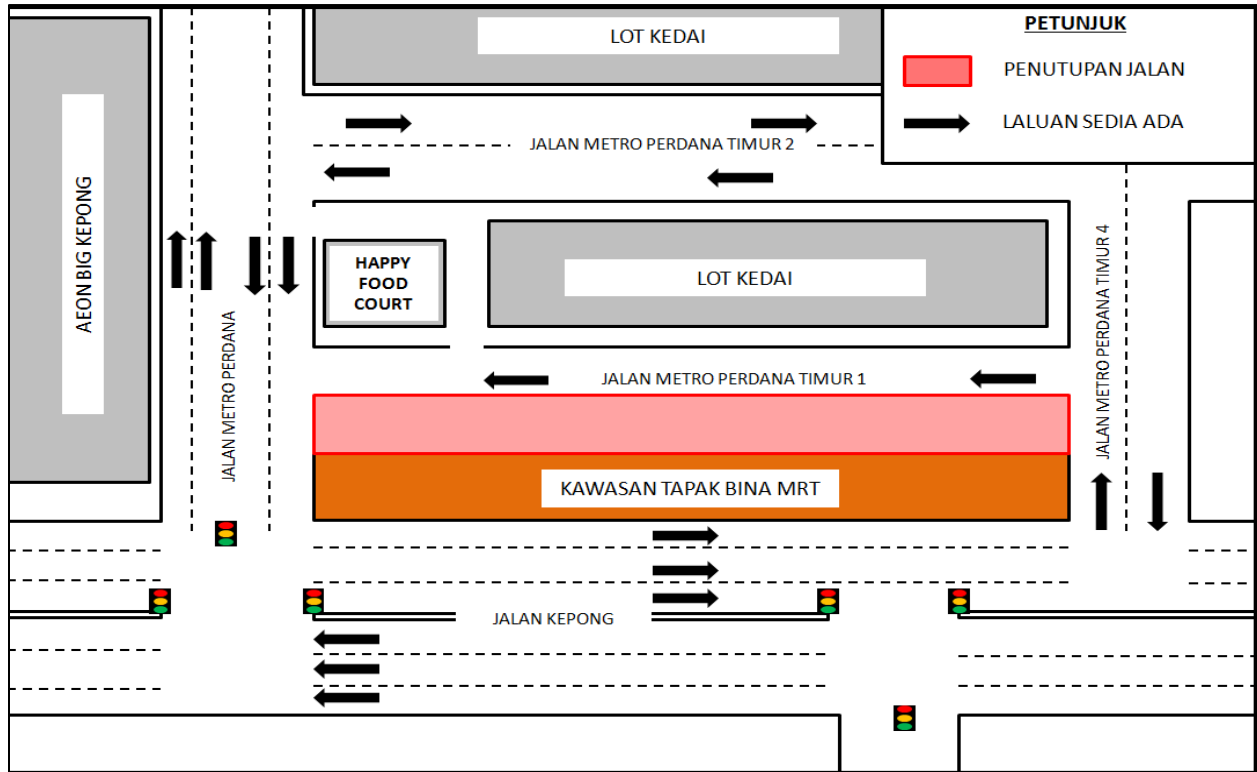 LOT KEDAI
PETUNJUK
PENUTUPAN JALAN
LALUAN SEDIA ADA
JALAN METRO PERDANA TIMUR 2
AEON BIG KEPONG
HAPPY
FOOD
COURT
LOT KEDAI
JALAN METRO PERDANA
JALAN METRO PERDANA TIMUR 4
JALAN METRO PERDANA TIMUR 1
KAWASAN TAPAK BINA MRT
JALAN KEPONG